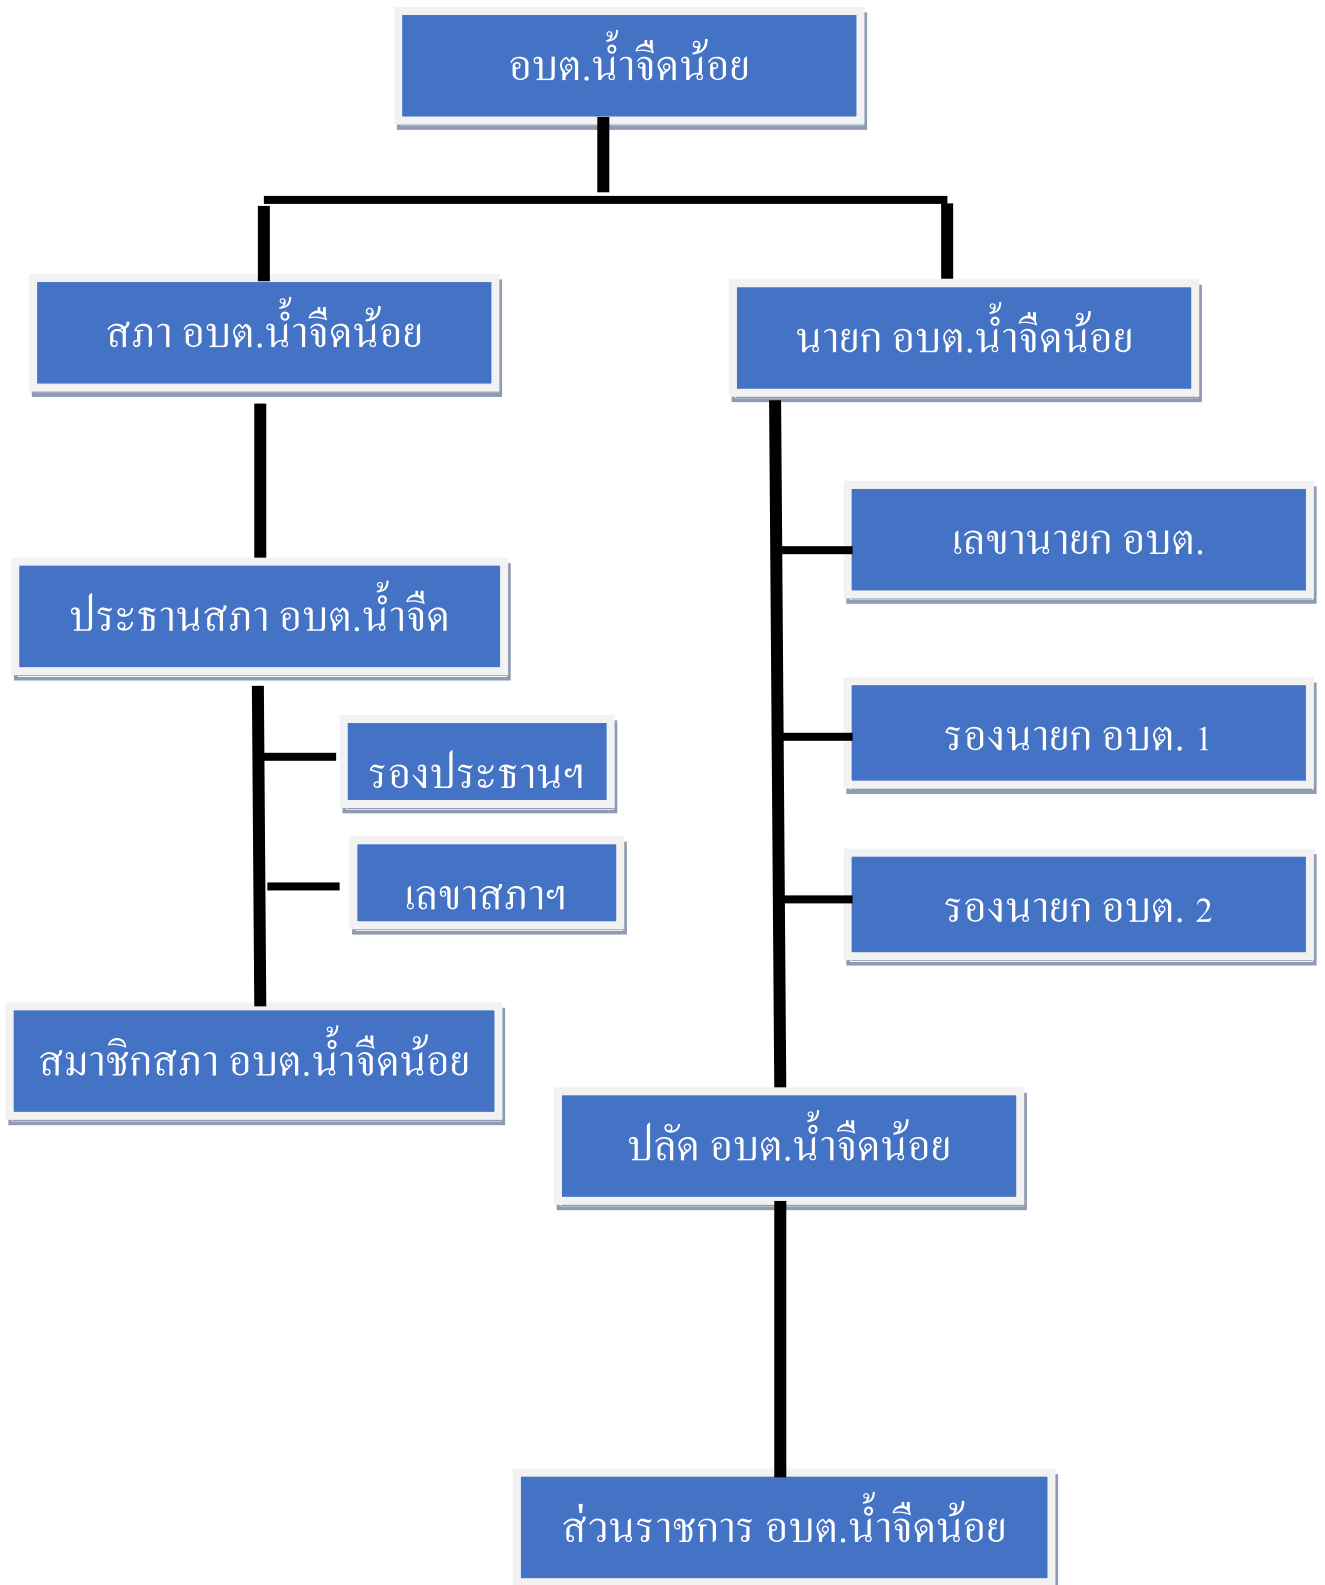 อบต.น้ำจืดน้อย
สภา อบต.น้ำจืดน้อย
นายก อบต.น้ำจืดน้อย
เลขานายก อบต.
ประธานสภา อบต.น้ำจืด
รองนายก อบต. 1
รองประธานฯ
เลขาสภาฯ
รองนายก อบต. 2
สมาชิกสภา อบต.น้ำจืดน้อย
ปลัด อบต.น้ำจืดน้อย
ส่วนราชการ อบต.น้ำจืดน้อย